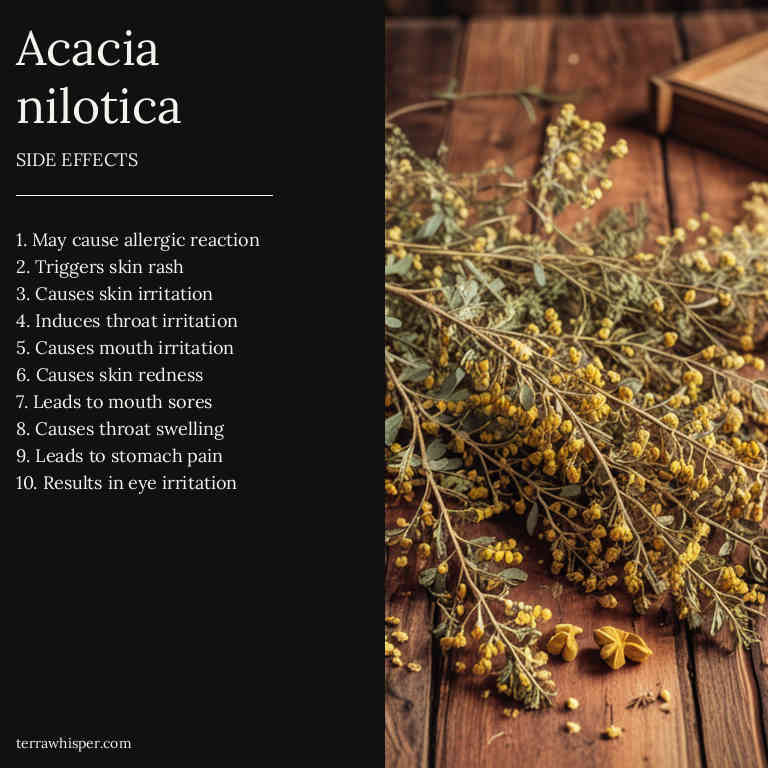 Acacia
nilotica
SIDE EFFECTS
1. May cause allergic reaction
2. Triggers skin rash
3. Causes skin irritation
4. Induces throat irritation
5. Causes mouth irritation
6. Causes skin redness
7. Leads to mouth sores
8. Causes throat swelling
9. Leads to stomach pain
10. Results in eye irritation
terrawhisper.com